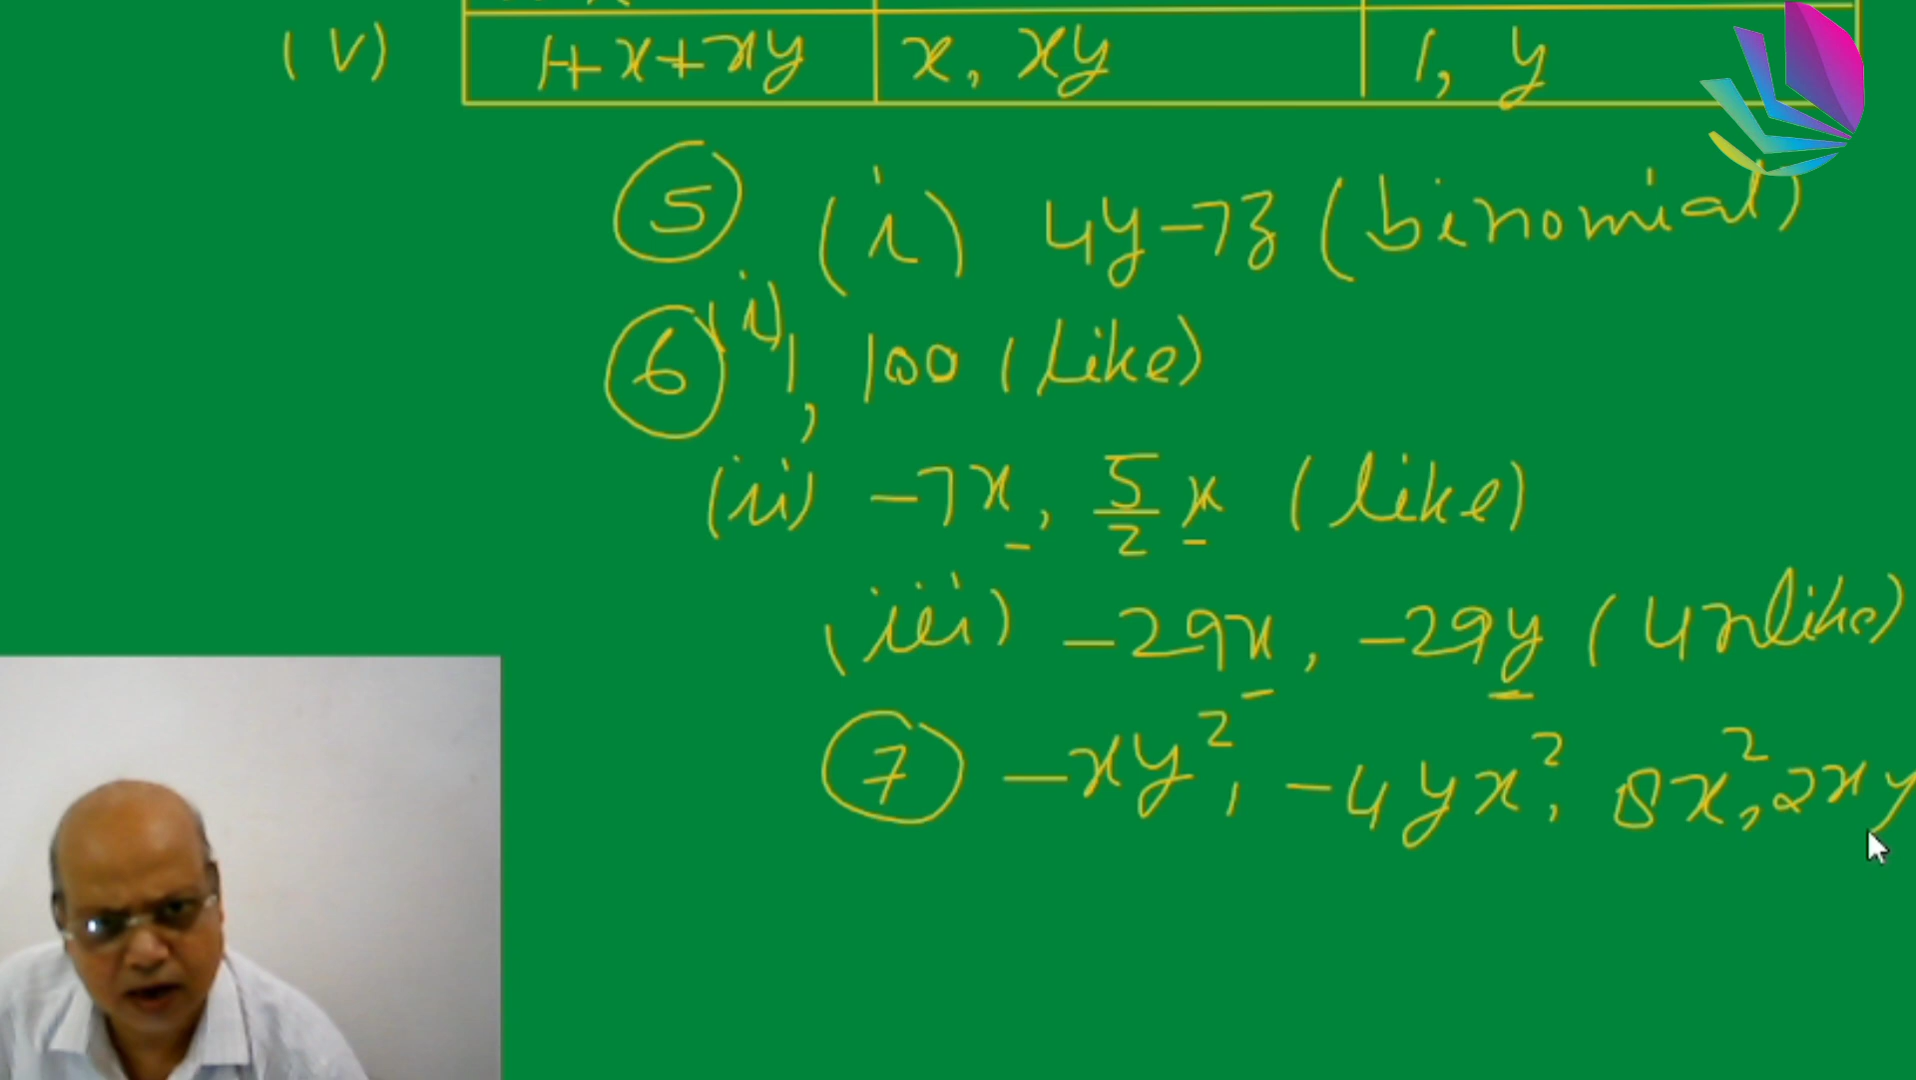 (V) 1+x+xy x, xy 1, y
5 (i) 4y-7z (binomial)
6 (i) 1, 100 (like)
(ii) -7x, 5/2 x (like)
(iii) -29x, -29y (unlike)
7 -xy², -4yx², 8x², 2xy